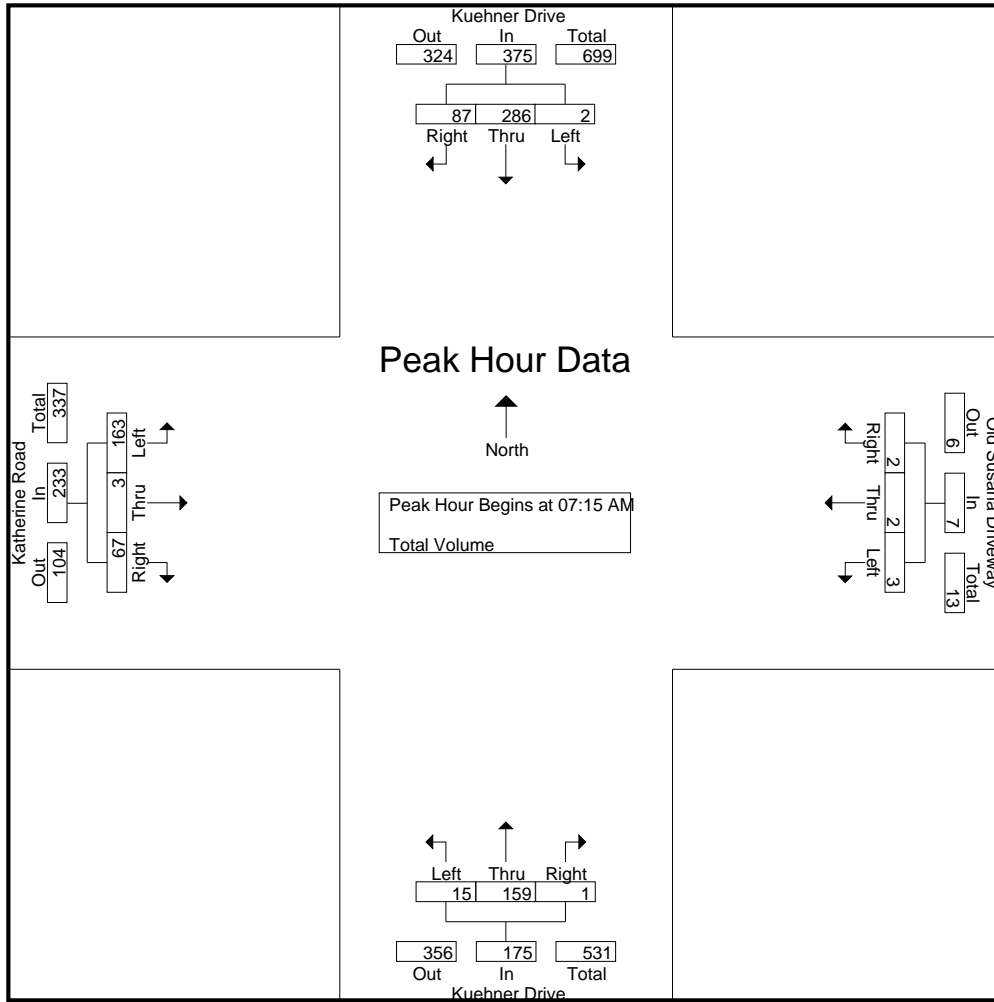 Kuehner Drive
Out In Total
324 375 699
87 286 2
Right Thru Left
Peak Hour Data
North
Peak Hour Begins at 07:15 AM
Total Volume
Katherine Road
Out In Total
104 233 337
67 3 163
Right Thru Left
Old Susana Driveway
Out In Total
6 7 13
2 2 3
Right Thru Left
Left Thru Right
15 159 1
356 175 531
Out In Total
Kuehner Drive